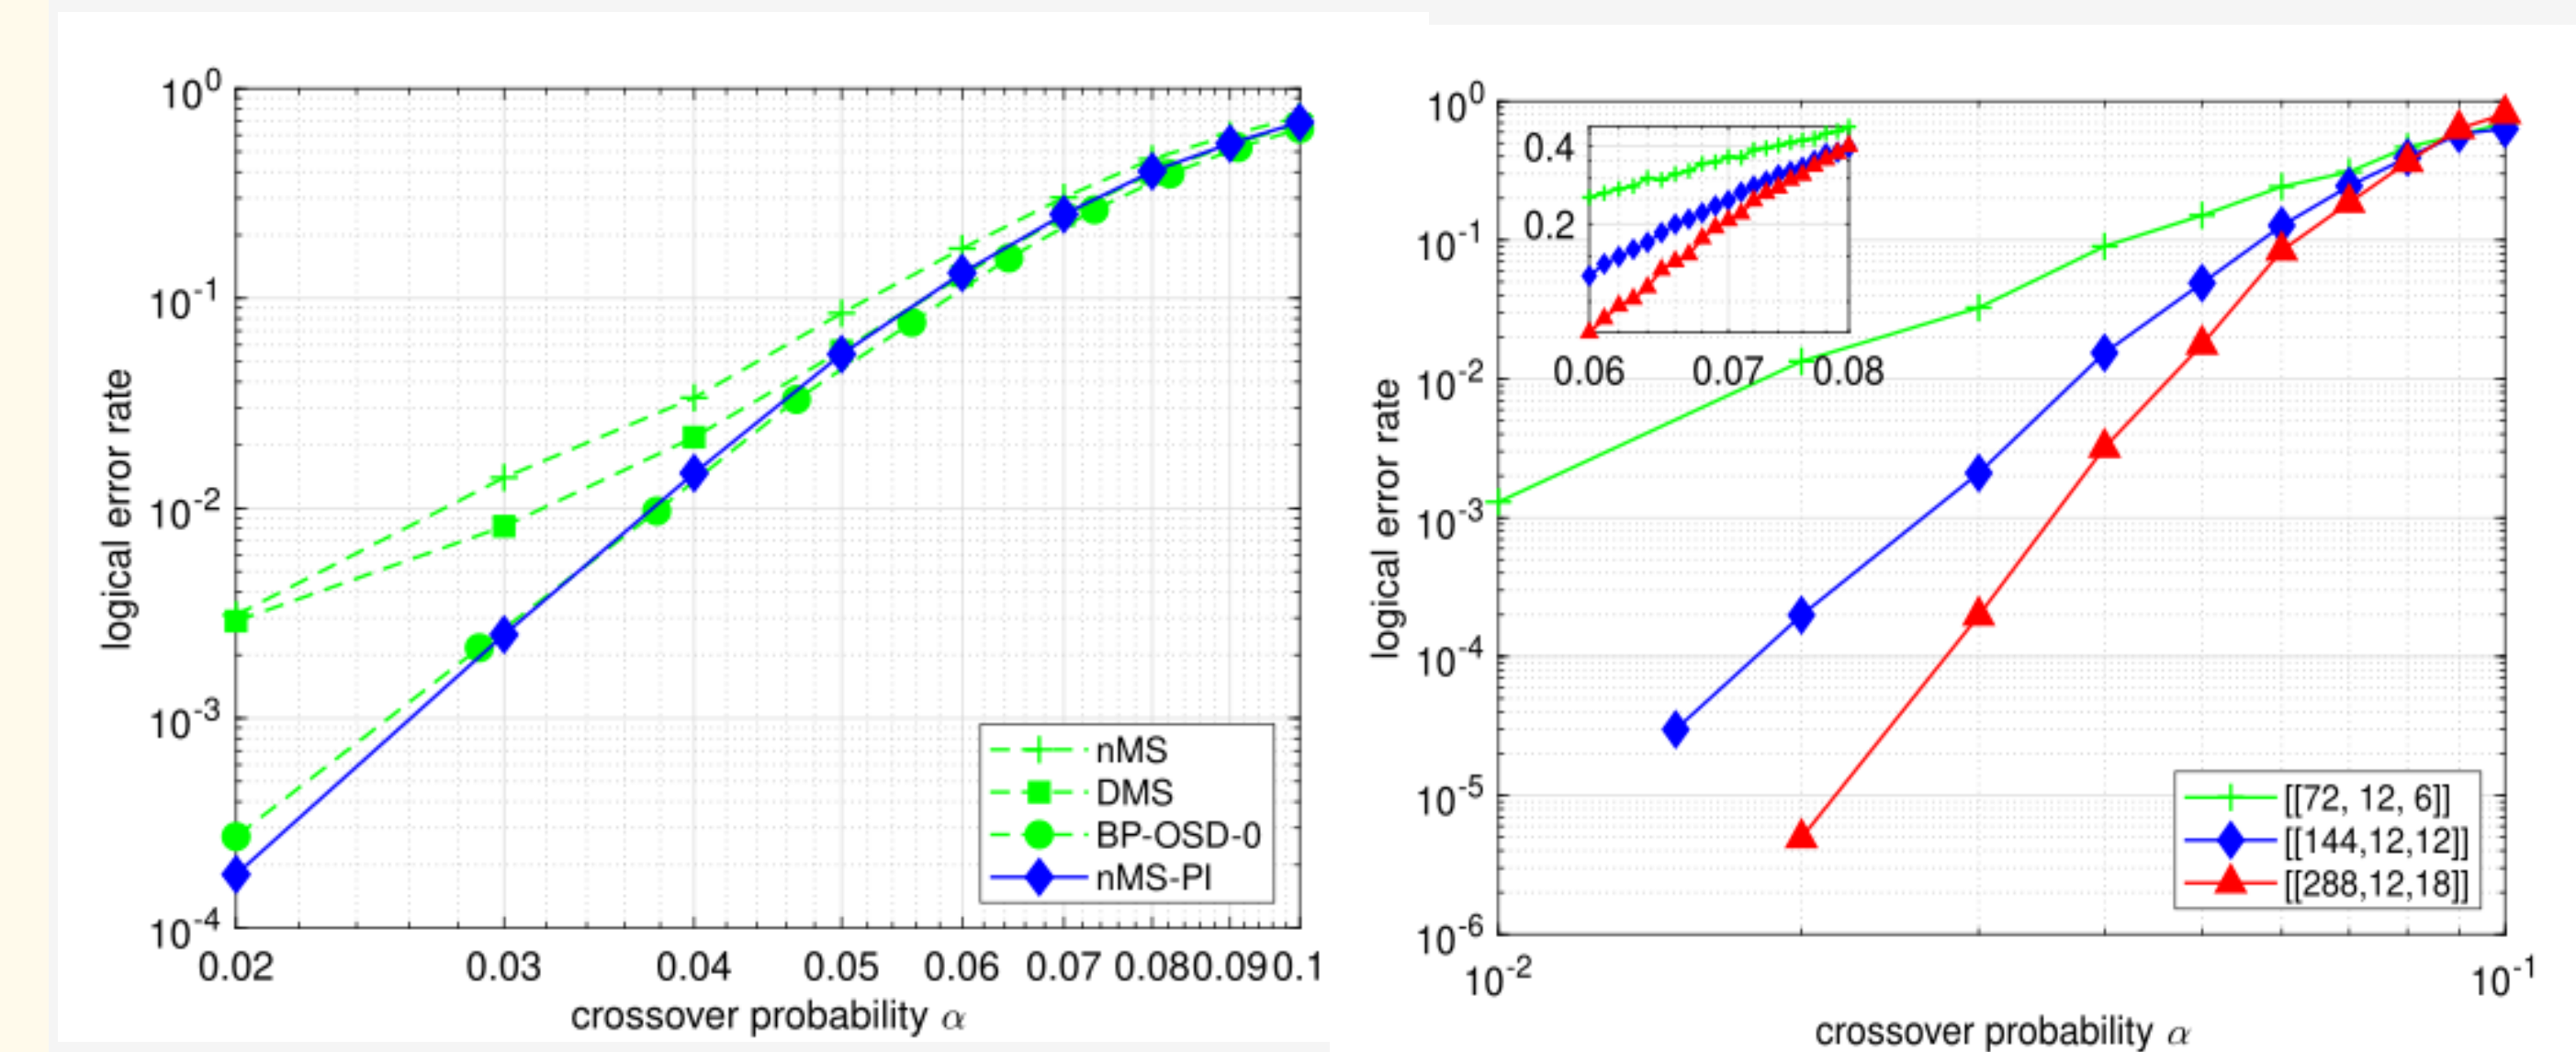 10^0
10^-1
10^-2
10^-3
10^-4
logical error rate
0.02 0.03 0.04 0.05 0.06 0.07 0.08 0.09 0.1
crossover probability α
nMS
DMS
BP-OSD-0
nMS-PI
10^0
10^-1
10^-2
10^-3
10^-4
10^-5
10^-6
logical error rate
0.4
0.2
0.06 0.07 0.08
[[72, 12, 6]]
[[144,12,12]]
[[288,12,18]]
10^-2 10^-1
crossover probability α